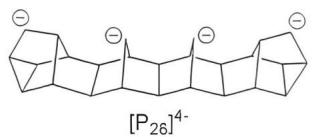 ⊖ ⊖ ⊖ ⊖
[P₂₆]⁴⁻